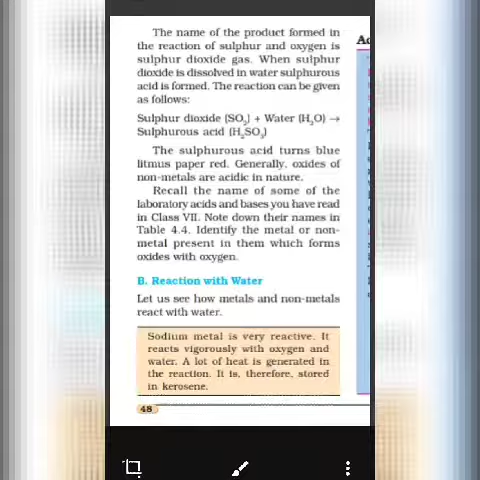 The name of the product formed in
the reaction of sulphur and oxygen is
sulphur dioxide gas. When sulphur
dioxide is dissolved in water sulphurous
acid is formed. The reaction can be given
as follows:
Sulphur dioxide (SO₂) + Water (H₂O) →
Sulphurous acid (H₂SO₃)
The sulphurous acid turns blue
litmus paper red. Generally, oxides of
non-metals are acidic in nature.
Recall the name of some of the
laboratory acids and bases you have read
in Class VII. Note down their names in
Table 4.4. Identify the metal or non-
metal present in them which forms
oxides with oxygen.
B. Reaction with Water
Let us see how metals and non-metals
react with water.
Sodium metal is very reactive. It
reacts vigorously with oxygen and
water. A lot of heat is generated in
the reaction. It is, therefore, stored
in kerosene.
48